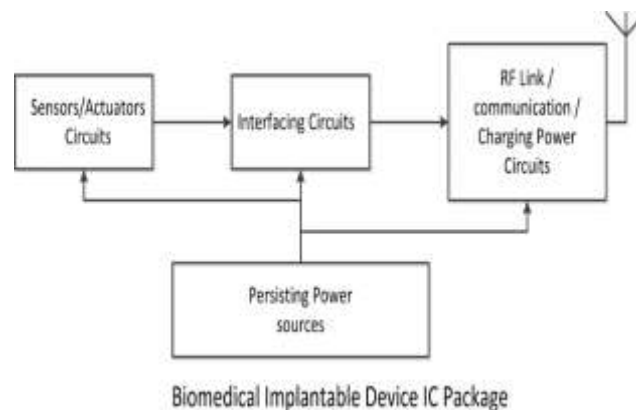 Sensors/Actuators
Circuits
Interfacing Circuits
RF Link /
communication /
Charging Power
Circuits
Persisting Power
sources
Biomedical Implantable Device IC Package